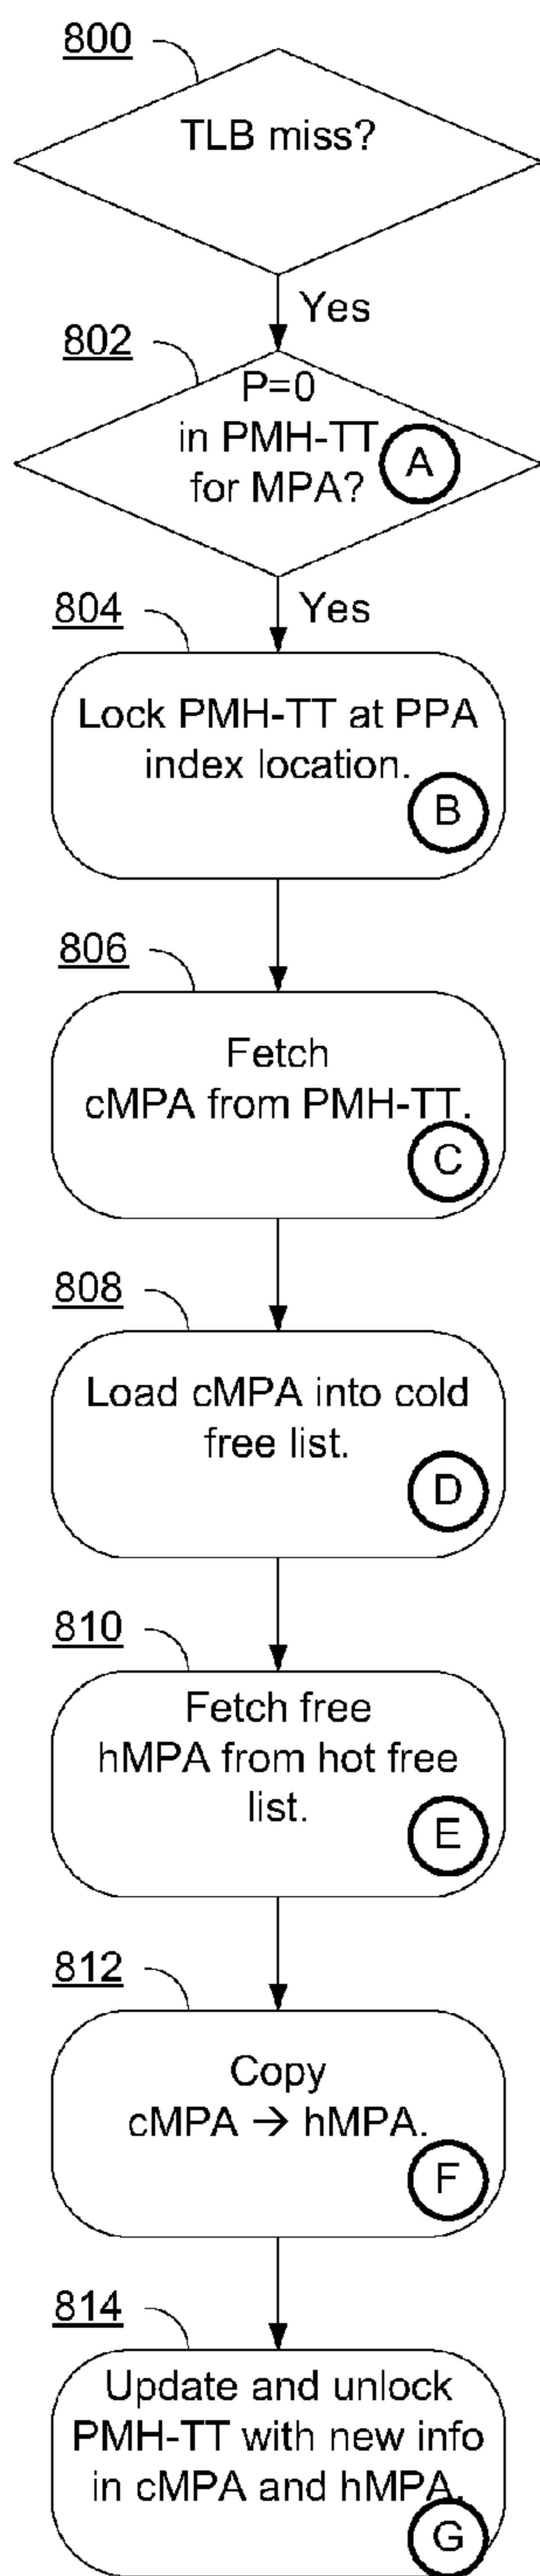 800
TLB miss?
Yes
802
P=0
in PMH-TT
for MPA?
A
Yes
804
Lock PMH-TT at PPA
index location.
B
806
Fetch
cMPA from PMH-TT.
C
808
Load cMPA into cold
free list.
D
810
Fetch free
hMPA from hot free
list.
E
812
Copy
cMPA → hMPA.
F
814
Update and unlock
PMH-TT with new info
in cMPA and hMPA.
G